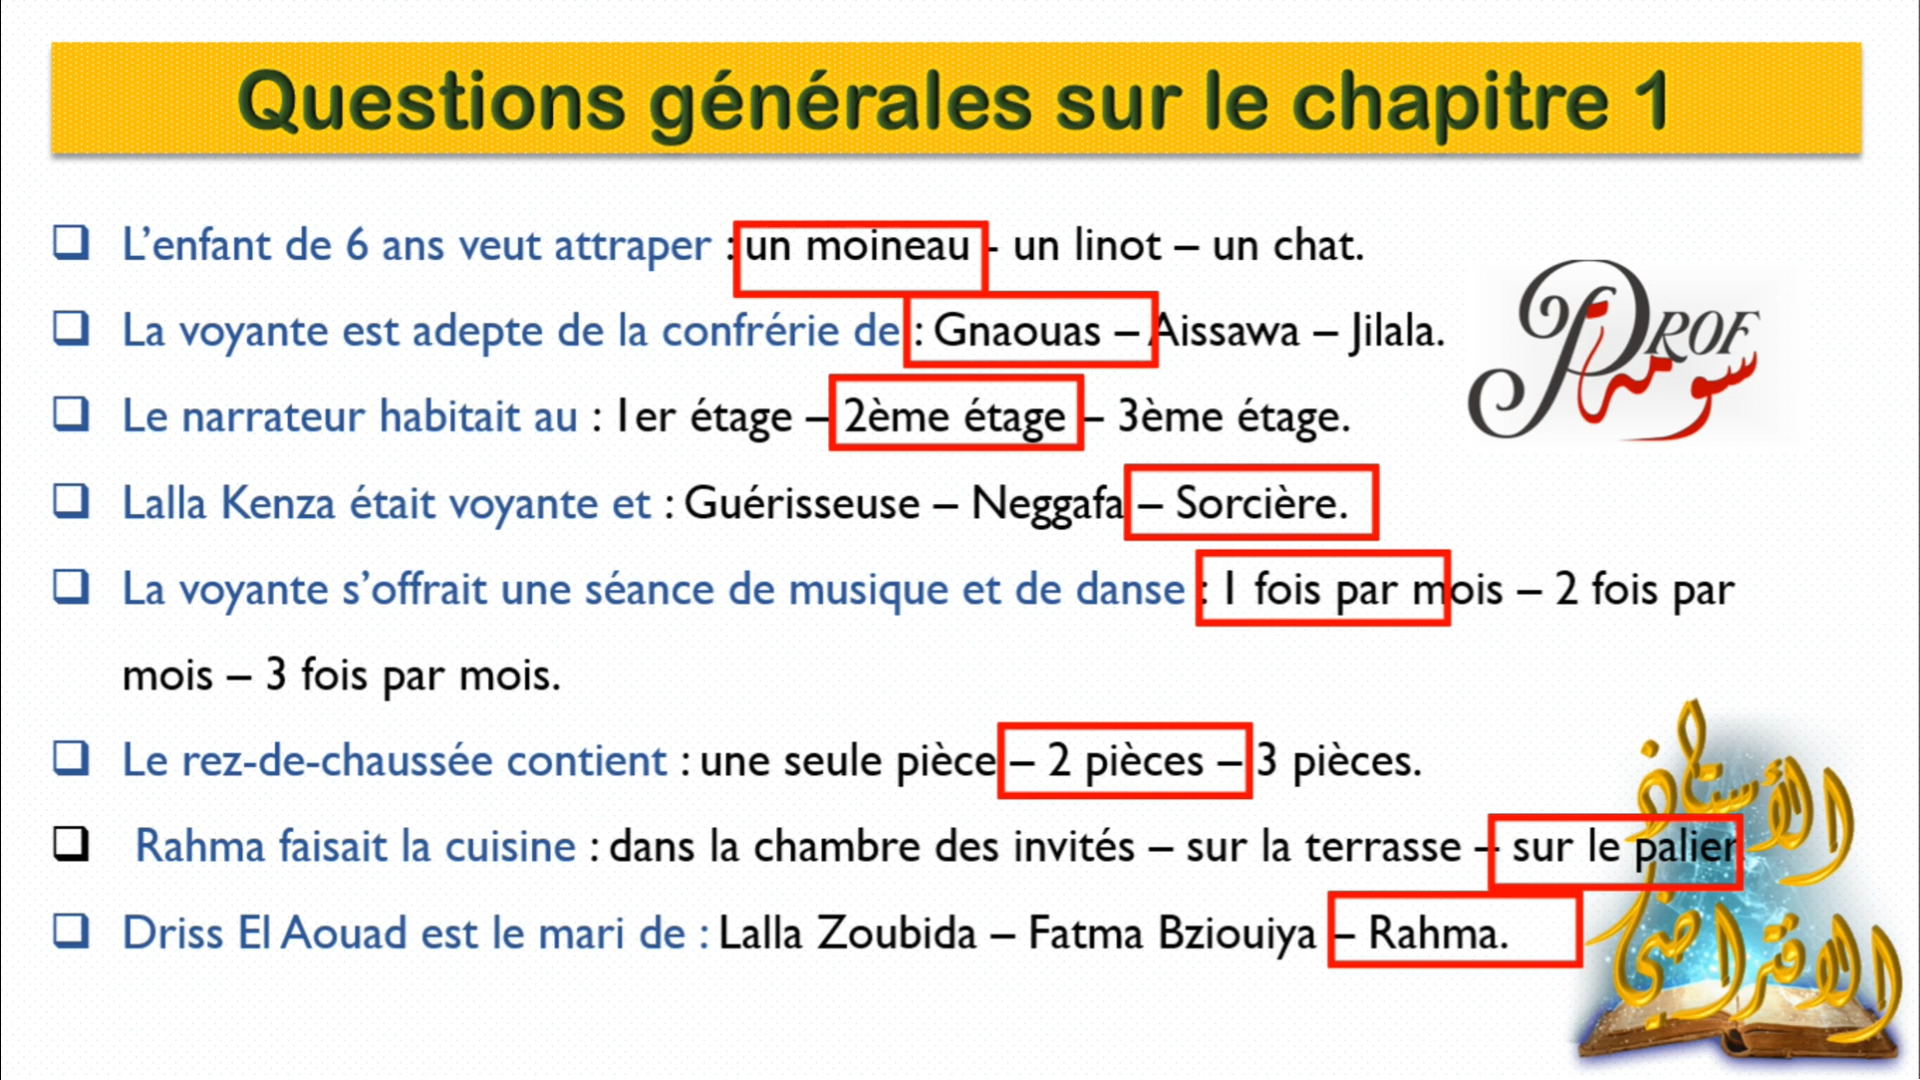 Questions générales sur le chapitre 1
L'enfant de 6 ans veut attraper : un moineau - un linot – un chat.
La voyante est adepte de la confrérie de : Gnaouas – Aissawa – Jilala.
PROF
سومية
Le narrateur habitait au : 1er étage – 2ème étage – 3ème étage.
Lalla Kenza était voyante et : Guérisseuse – Neggafa – Sorcière.
La voyante s'offrait une séance de musique et de danse : 1 fois par mois – 2 fois par
mois – 3 fois par mois.
Le rez-de-chaussée contient : une seule pièce – 2 pièces – 3 pièces.
Rahma faisait la cuisine : dans la chambre des invités – sur la terrasse – sur le palier
Driss El Aouad est le mari de : Lalla Zoubida – Fatma Bziouiya – Rahma.
الأستاذ
الافتراضي